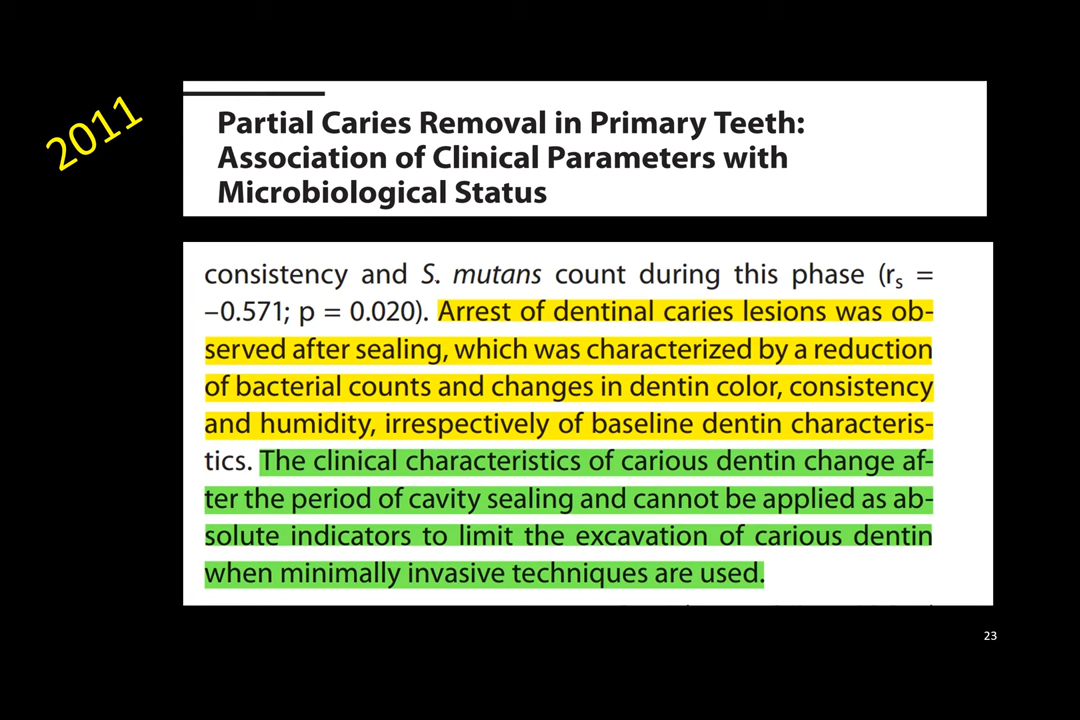 2011
Partial Caries Removal in Primary Teeth:
Association of Clinical Parameters with
Microbiological Status
consistency and S. mutans count during this phase (rs =
–0.571; p = 0.020). Arrest of dentinal caries lesions was ob-
served after sealing, which was characterized by a reduction
of bacterial counts and changes in dentin color, consistency
and humidity, irrespectively of baseline dentin characteris-
tics. The clinical characteristics of carious dentin change af-
ter the period of cavity sealing and cannot be applied as ab-
solute indicators to limit the excavation of carious dentin
when minimally invasive techniques are used.
23